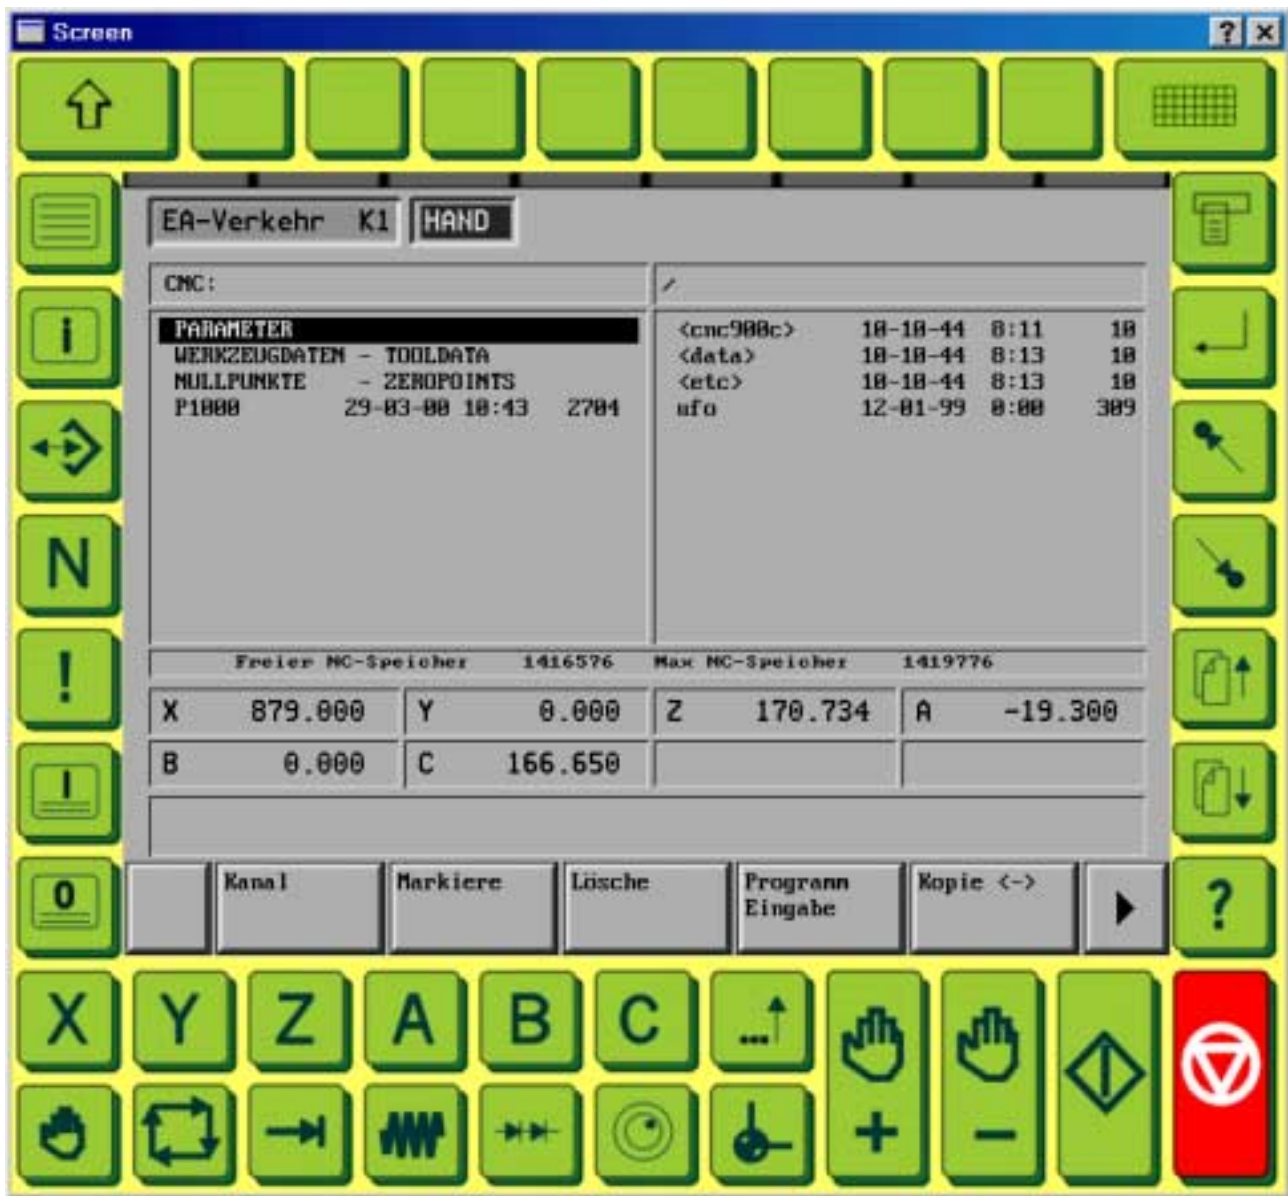 Screen
EA-Verkehr K1 HAND
CNC: /
PARAMETER
WERKZEUGDATEN - TOOLDATA
NULLPUNKTE - ZEROPOINTS
P1000 29-03-00 10:43 2704
<cnc900c> 10-10-44 8:11 10
<data> 10-10-44 8:13 10
<etc> 10-10-44 8:13 10
ufo 12-01-99 0:00 309
Freier NC-Speicher 1416576 Max NC-Speicher 1419776
X 879.000 Y 0.000 Z 170.734 A -19.300
B 0.000 C 166.650
Kanal Markiere Lösche Programm Eingabe Kopie <->
i
N
!
I
0
?
X Y Z A B C ...
+ -